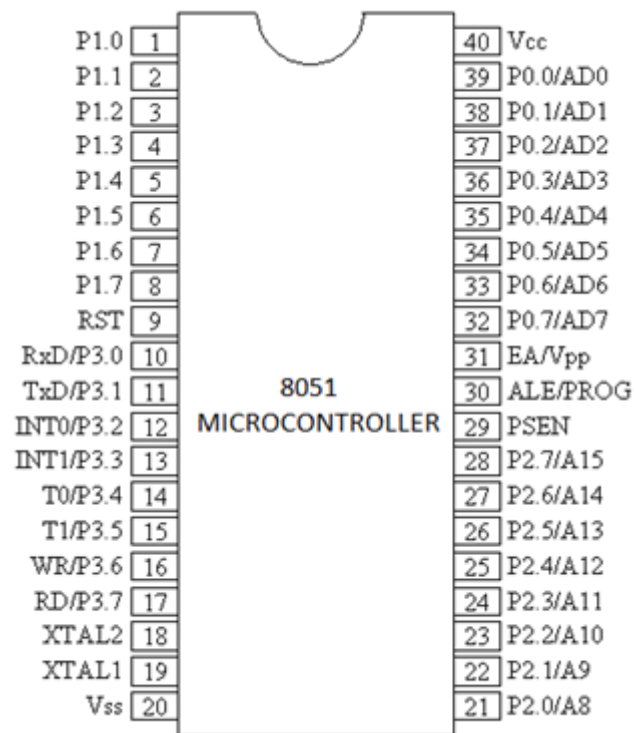 P1.0 1 40 Vcc
P1.1 2 39 P0.0/AD0
P1.2 3 38 P0.1/AD1
P1.3 4 37 P0.2/AD2
P1.4 5 36 P0.3/AD3
P1.5 6 35 P0.4/AD4
P1.6 7 34 P0.5/AD5
P1.7 8 33 P0.6/AD6
RST 9 32 P0.7/AD7
RxD/P3.0 10 31 EA/Vpp
TxD/P3.1 11 8051 30 ALE/PROG
INT0/P3.2 12 MICROCONTROLLER 29 PSEN
INT1/P3.3 13 28 P2.7/A15
T0/P3.4 14 27 P2.6/A14
T1/P3.5 15 26 P2.5/A13
WR/P3.6 16 25 P2.4/A12
RD/P3.7 17 24 P2.3/A11
XTAL2 18 23 P2.2/A10
XTAL1 19 22 P2.1/A9
Vss 20 21 P2.0/A8